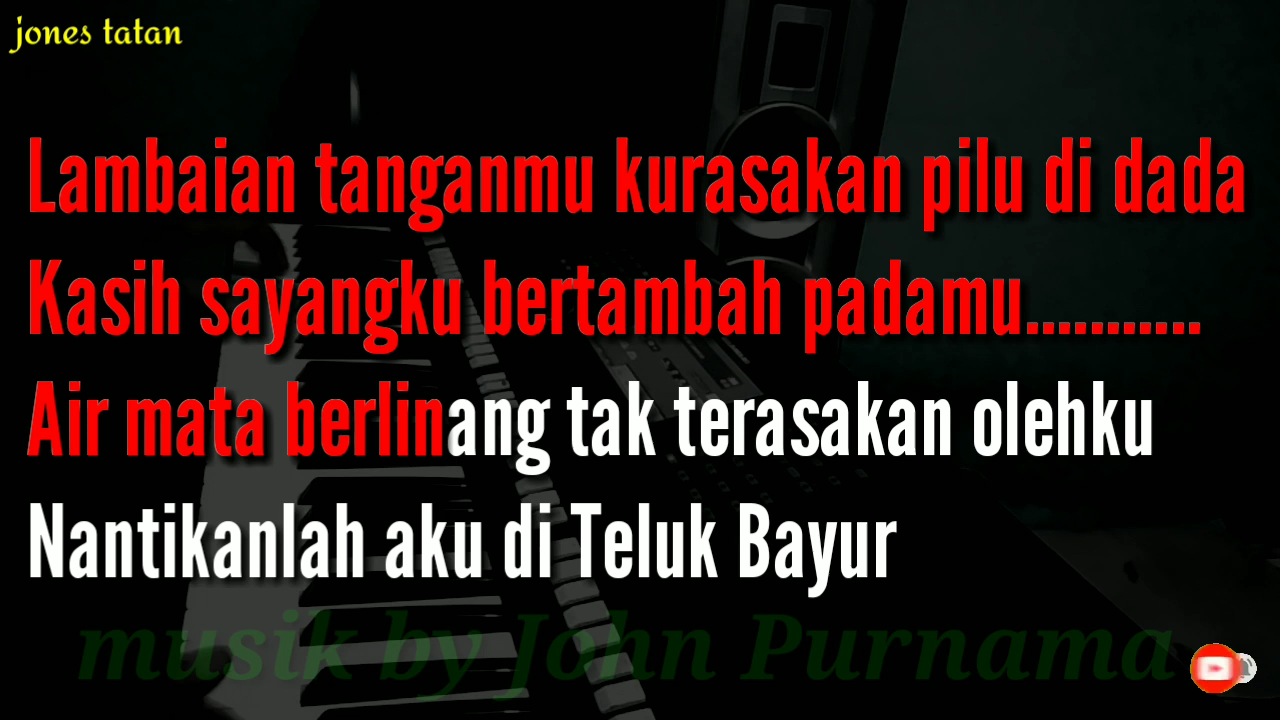 jones tatan
Lambaian tanganmu kurasakan pilu di dada
Kasih sayangku bertambah padamu...........
Air mata berlinang tak terasakan olehku
Nantikanlah aku di Teluk Bayur
musik by John Purnama